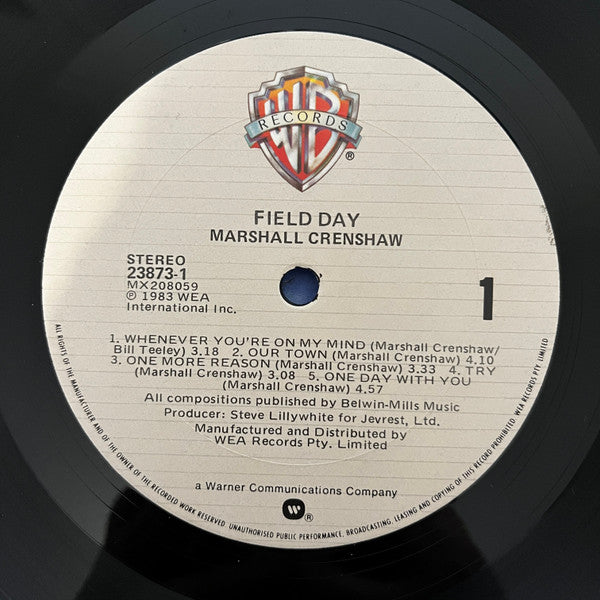 WB
RECORDS
®
FIELD DAY
MARSHALL CRENSHAW
STEREO
23873-1
MX208059
℗ 1983 WEA
International Inc.
1
1. WHENEVER YOU'RE ON MY MIND (Marshall Crenshaw/
Bill Teeley) 3.18 2. OUR TOWN (Marshall Crenshaw) 4.10
3. ONE MORE REASON (Marshall Crenshaw) 3.33 4. TRY
(Marshall Crenshaw) 3.08 5. ONE DAY WITH YOU
(Marshall Crenshaw) 4.57
All compositions published by Belwin-Mills Music
Producer: Steve Lillywhite for Jevrest, Ltd.
Manufactured and Distributed by
WEA Records Pty. Limited
a Warner Communications Company
®
ALL RIGHTS OF THE MANUFACTURER AND OF THE OWNER OF THE RECORDED WORK RESERVED. UNAUTHORISED PUBLIC PERFORMANCE, BROADCASTING, LEASING AND COPYING OF THIS RECORD PROHIBITED. WEA RECORDS PTY LIMITED